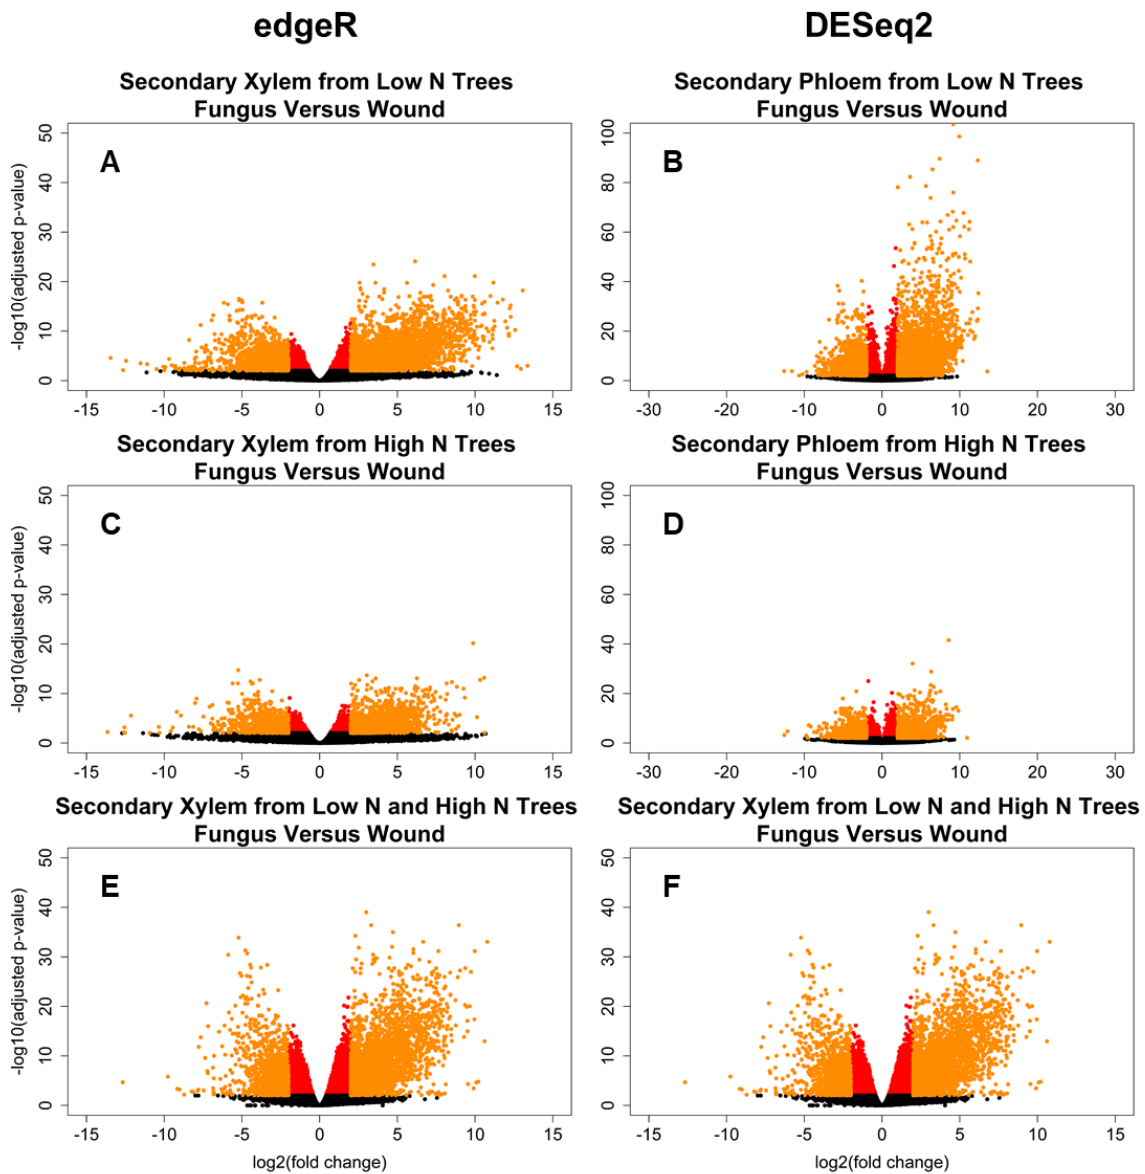 edgeR DESeq2
Secondary Xylem from Low N Trees
Fungus Versus Wound
Secondary Phloem from Low N Trees
Fungus Versus Wound
A
-log10(adjusted p-value)
50
40
30
20
10
0
-15 -10 -5 0 5 10 15
B
100
80
60
40
20
0
-30 -20 -10 0 10 20 30
Secondary Xylem from High N Trees
Fungus Versus Wound
Secondary Phloem from High N Trees
Fungus Versus Wound
C
-log10(adjusted p-value)
50
40
30
20
10
0
-15 -10 -5 0 5 10 15
D
100
80
60
40
20
0
-30 -20 -10 0 10 20 30
Secondary Xylem from Low N and High N Trees
Fungus Versus Wound
Secondary Xylem from Low N and High N Trees
Fungus Versus Wound
E
-log10(adjusted p-value)
50
40
30
20
10
0
-15 -10 -5 0 5 10 15
log2(fold change)
F
50
40
30
20
10
0
-15 -10 -5 0 5 10 15
log2(fold change)